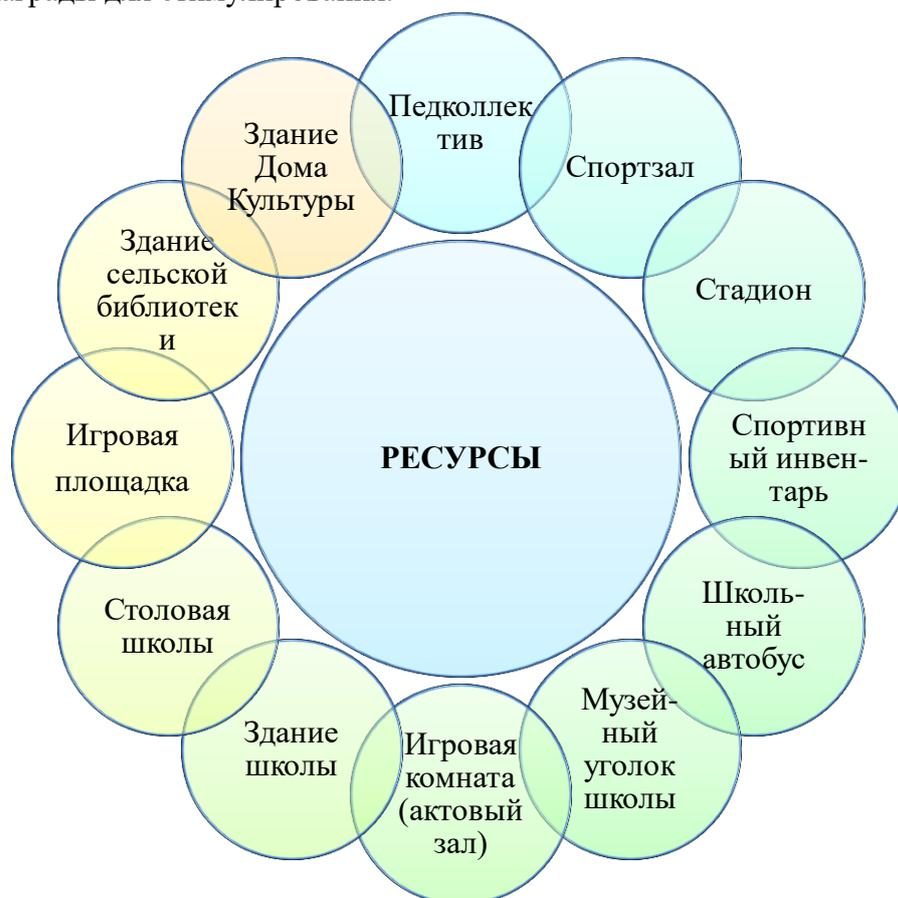 для стимулирования.
Педколлек
тив
Спортзал
Стадион
Спортивн
ый инвен-
тарь
Школь-
ный
автобус
Музей-
ный
уголок
школы
Игровая
комната
(актовый
зал)
Здание
школы
Столовая
школы
Игровая
площадка
Здание
сельской
библиотек
и
Здание
Дома
Культуры
РЕСУРСЫ